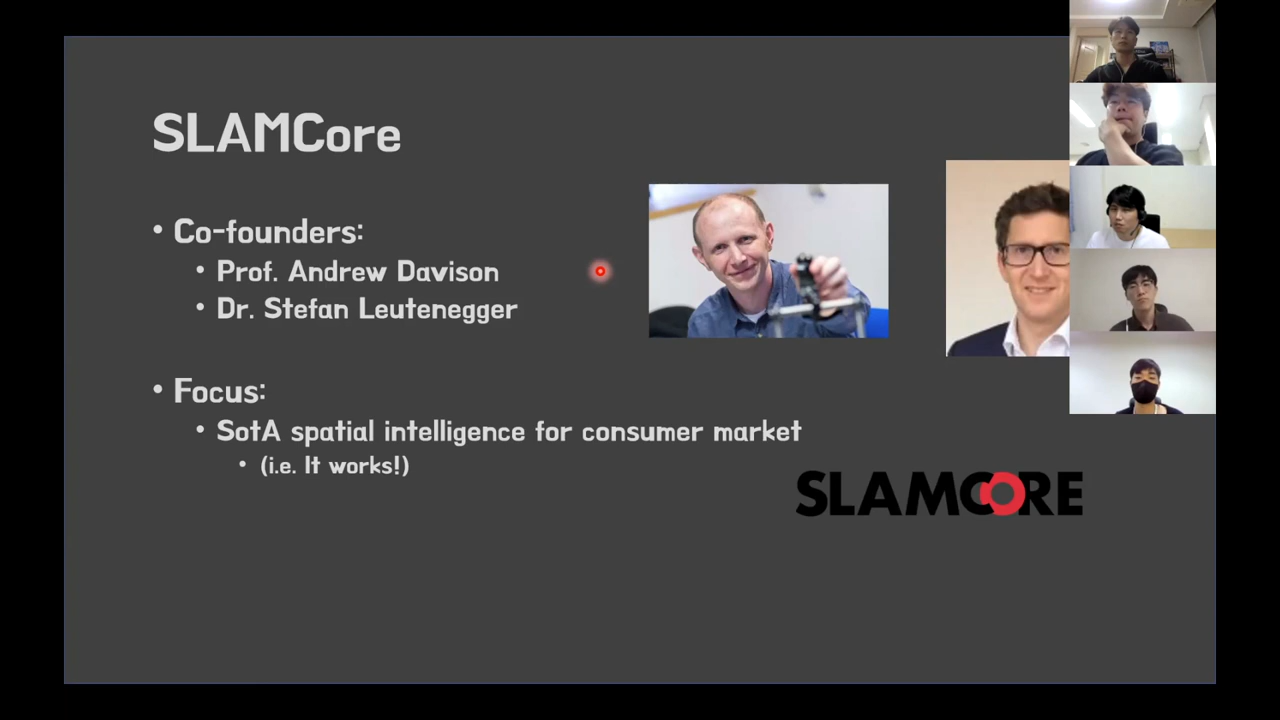 SLAMCore
• Co-founders:
• Prof. Andrew Davison
• Dr. Stefan Leutenegger
• Focus:
• SotA spatial intelligence for consumer market
• (i.e. It works!)
SLAMCORE